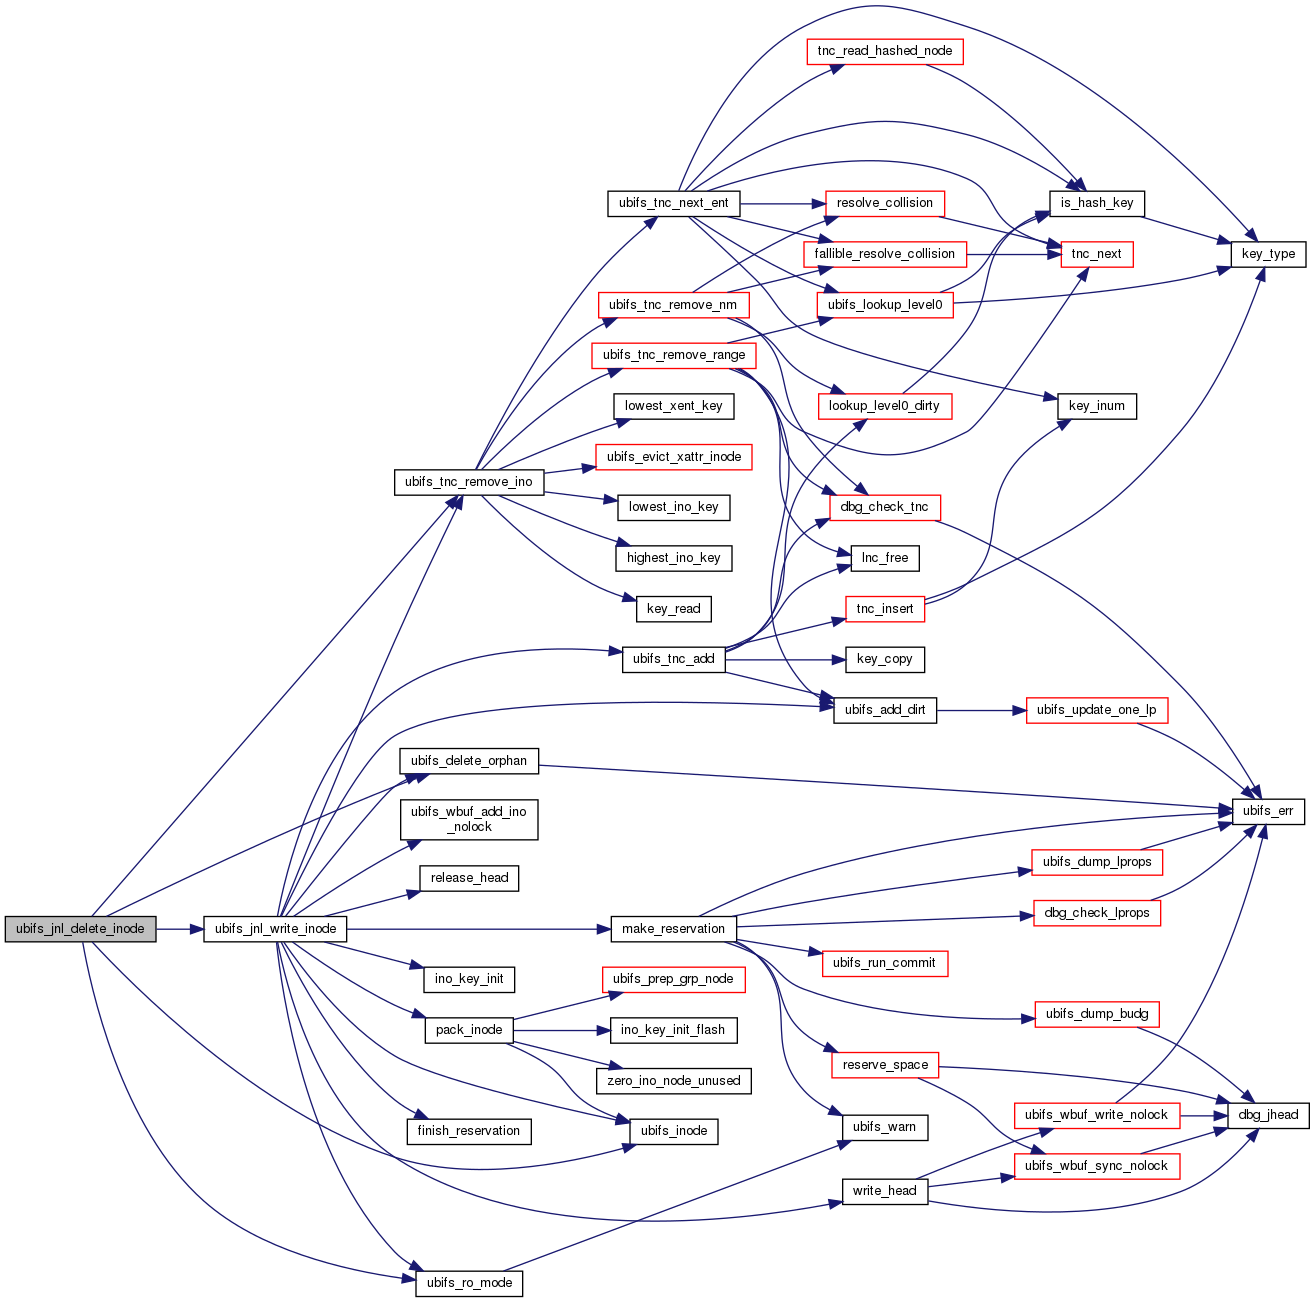 tnc_read_hashed_node
ubifs_tnc_next_ent
resolve_collision
is_hash_key
fallible_resolve_collision
tnc_next
key_type
ubifs_tnc_remove_nm
ubifs_lookup_level0
ubifs_tnc_remove_range
lowest_xent_key
lookup_level0_dirty
key_inum
ubifs_evict_xattr_inode
ubifs_tnc_remove_ino
lowest_ino_key
dbg_check_tnc
highest_ino_key
lnc_free
key_read
tnc_insert
ubifs_tnc_add
key_copy
ubifs_add_dirt
ubifs_update_one_lp
ubifs_delete_orphan
ubifs_wbuf_add_ino
_nolock
ubifs_err
ubifs_dump_lprops
release_head
dbg_check_lprops
ubifs_jnl_delete_inode
ubifs_jnl_write_inode
make_reservation
ubifs_run_commit
ino_key_init
ubifs_prep_grp_node
ubifs_dump_budg
pack_inode
ino_key_init_flash
reserve_space
zero_ino_node_unused
ubifs_wbuf_write_nolock
dbg_jhead
finish_reservation
ubifs_inode
ubifs_warn
ubifs_wbuf_sync_nolock
write_head
ubifs_ro_mode